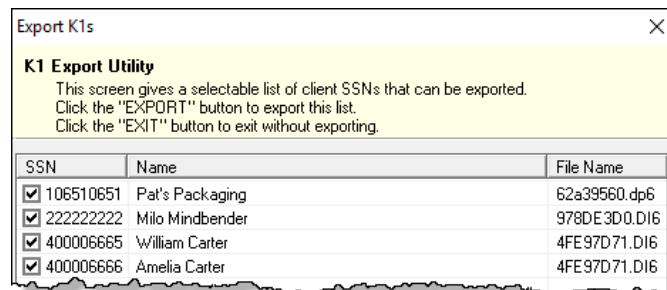 Export K1s
K1 Export Utility
This screen gives a selectable list of client SSNs that can be exported.
Click the "EXPORT" button to export this list.
Click the "EXIT" button to exit without exporting.
SSN Name File Name
106510651 Pat's Packaging 62a39560.dp6
222222222 Milo Mindbender 978DE3D0.DI6
400006665 William Carter 4FE97D71.DI6
400006666 Amelia Carter 4FE97D71.DI6